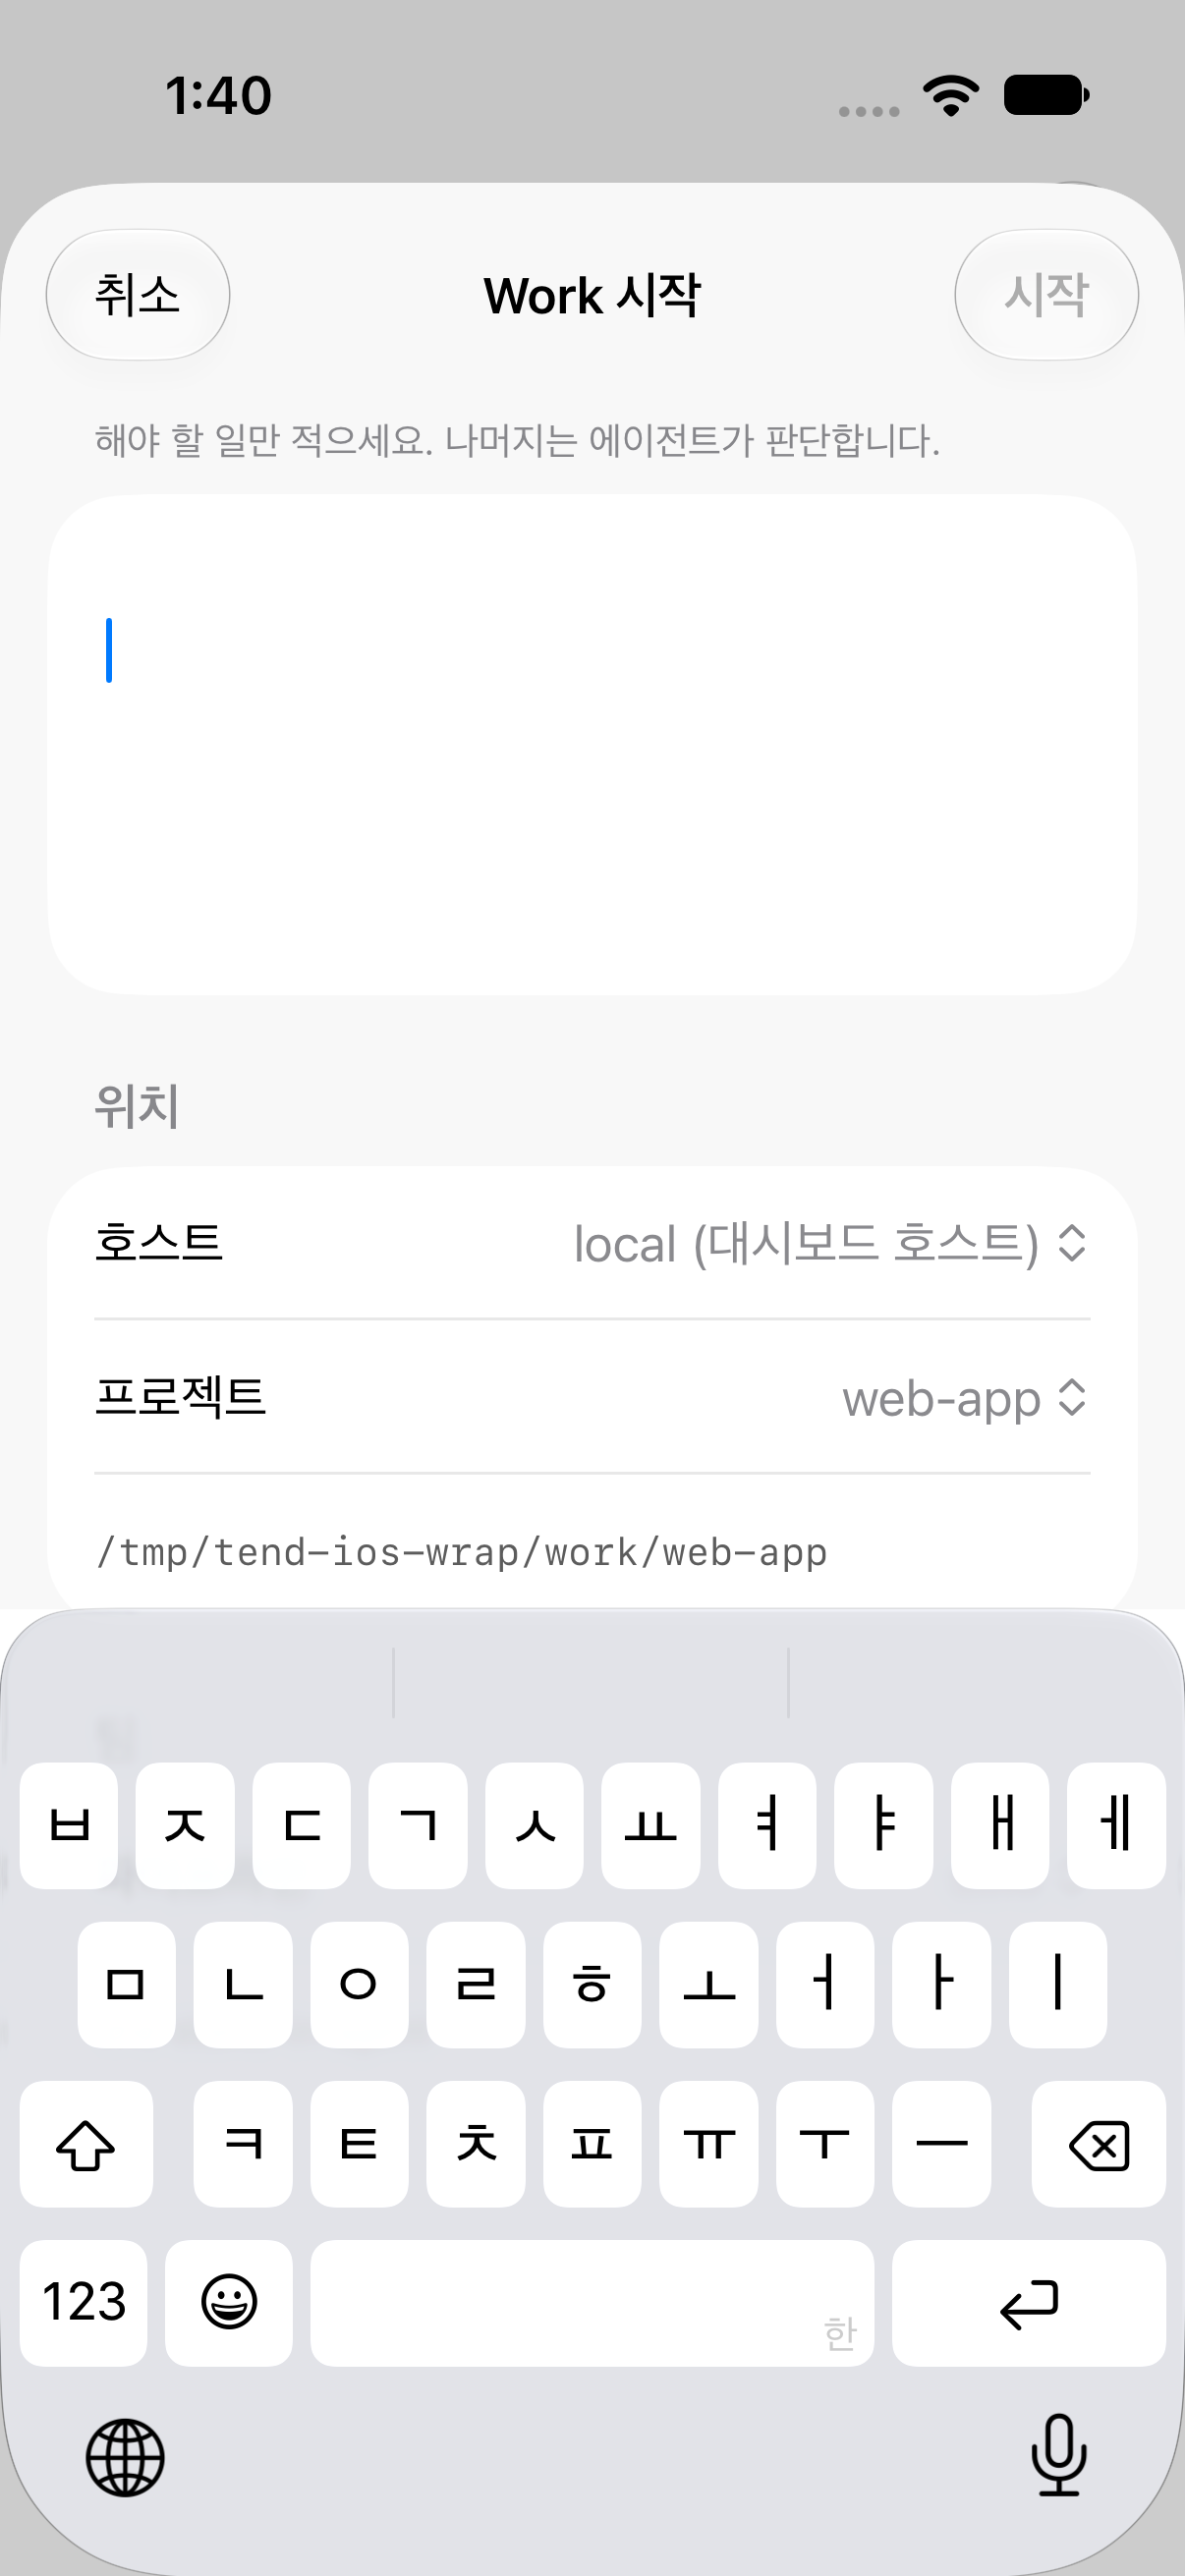 1:40
취소
Work 시작
시작
해야 할 일만 적으세요. 나머지는 에이전트가 판단합니다.
위치
호스트 local (대시보드 호스트)
프로젝트 web-app
/tmp/tend-ios-wrap/work/web-app
ㅂ ㅈ ㄷ ㄱ ㅅ ㅛ ㅕ ㅑ ㅐ ㅔ
ㅁ ㄴ ㅇ ㄹ ㅎ ㅗ ㅓ ㅏ ㅣ
ㅋ ㅌ ㅊ ㅍ ㅠ ㅜ ㅡ
123 한